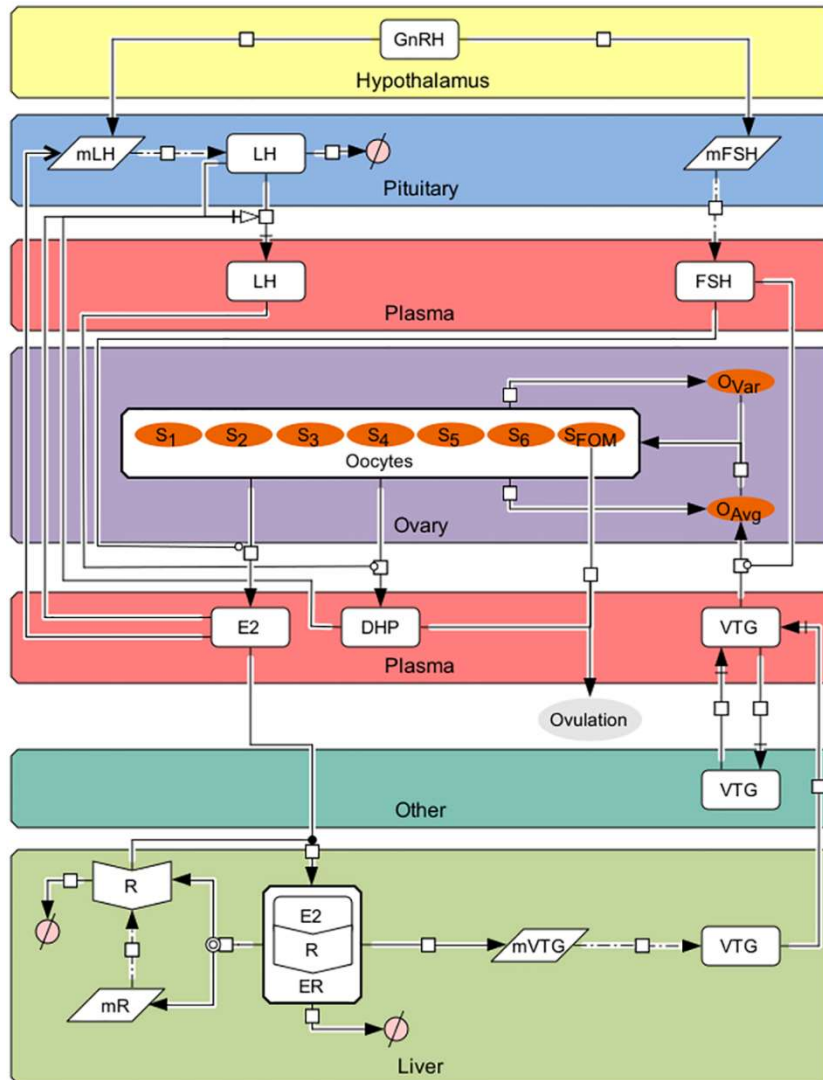 GnRH
Hypothalamus
mLH
LH
mFSH
Pituitary
LH
FSH
Plasma
OVar
S1 S2 S3 S4 S5 S6 SFOM
Oocytes
OAvg
Ovary
E2
DHP
VTG
Plasma
Ovulation
VTG
Other
R
E2
R
mVTG
VTG
ER
mR
Liver